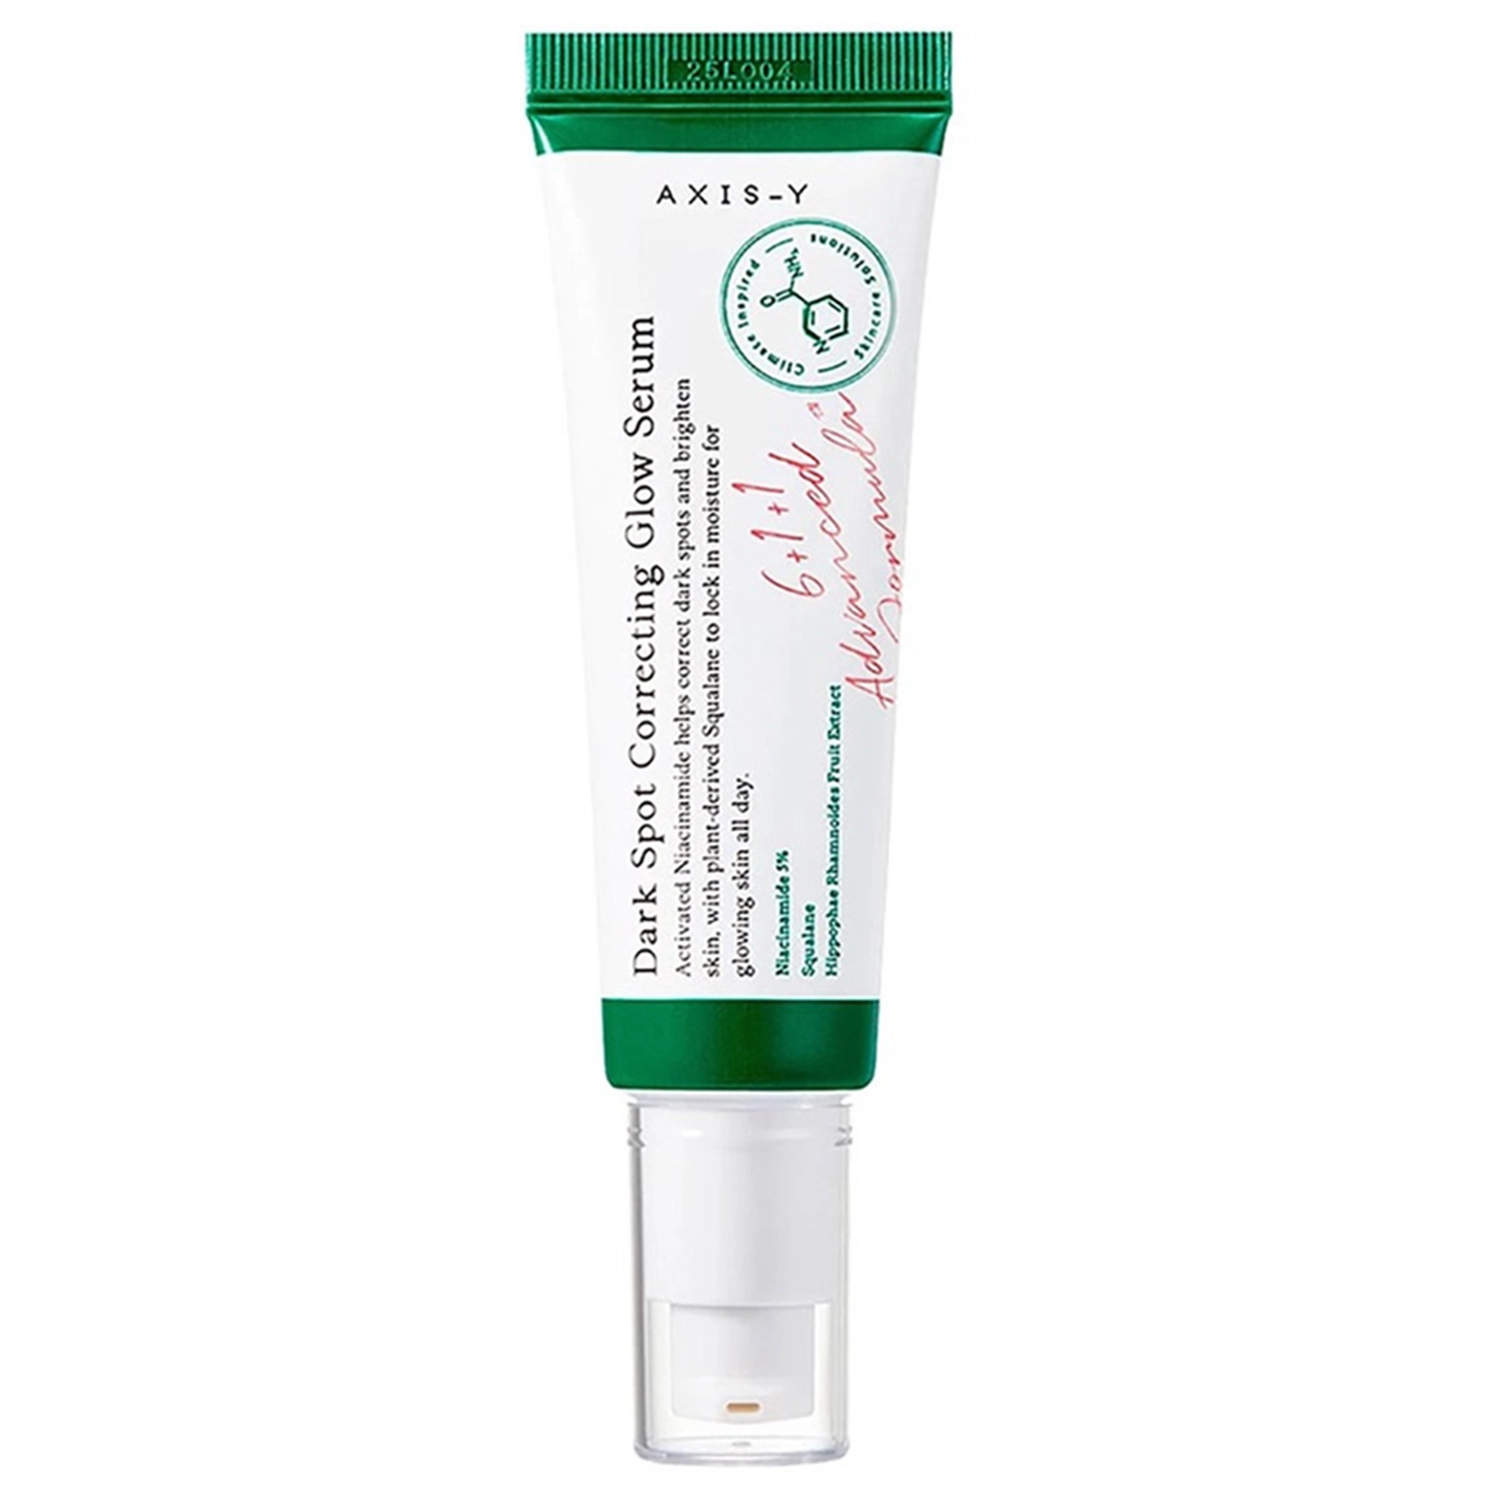 25L004
AXIS-Y
Climate Inspired
Skincare Solutions
NH₂
O
N
Dark Spot Correcting Glow Serum
Activated Niacinamide helps correct dark spots and brighten
skin, with plant-derived Squalane to lock in moisture for
glowing skin all day.
6+1+1
Advanced
Formula
Niacinamide 5%
Squalane
Hippophae Rhamnoides Fruit Extract